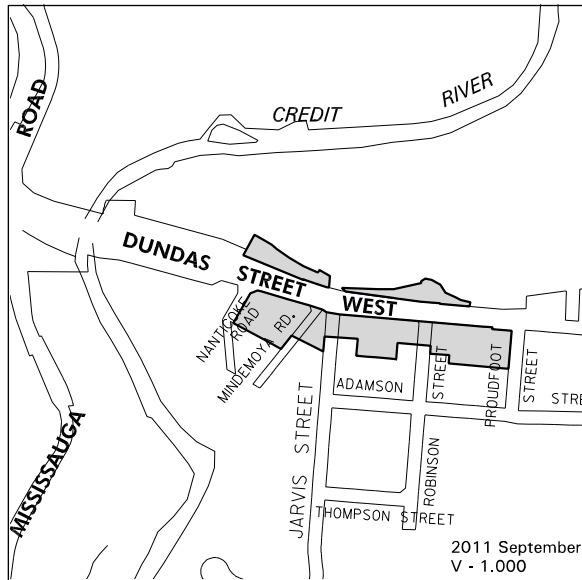 ROAD
CREDIT RIVER
DUNDAS STREET WEST
NANTICOKE ROAD
MINDEMOYA RD.
ADAMSON STREET
PROUDFOOT STREET
STRE
MISSISSAUGA
JARVIS STREET
ROBINSON
THOMPSON STREET
2011 September
V - 1.000